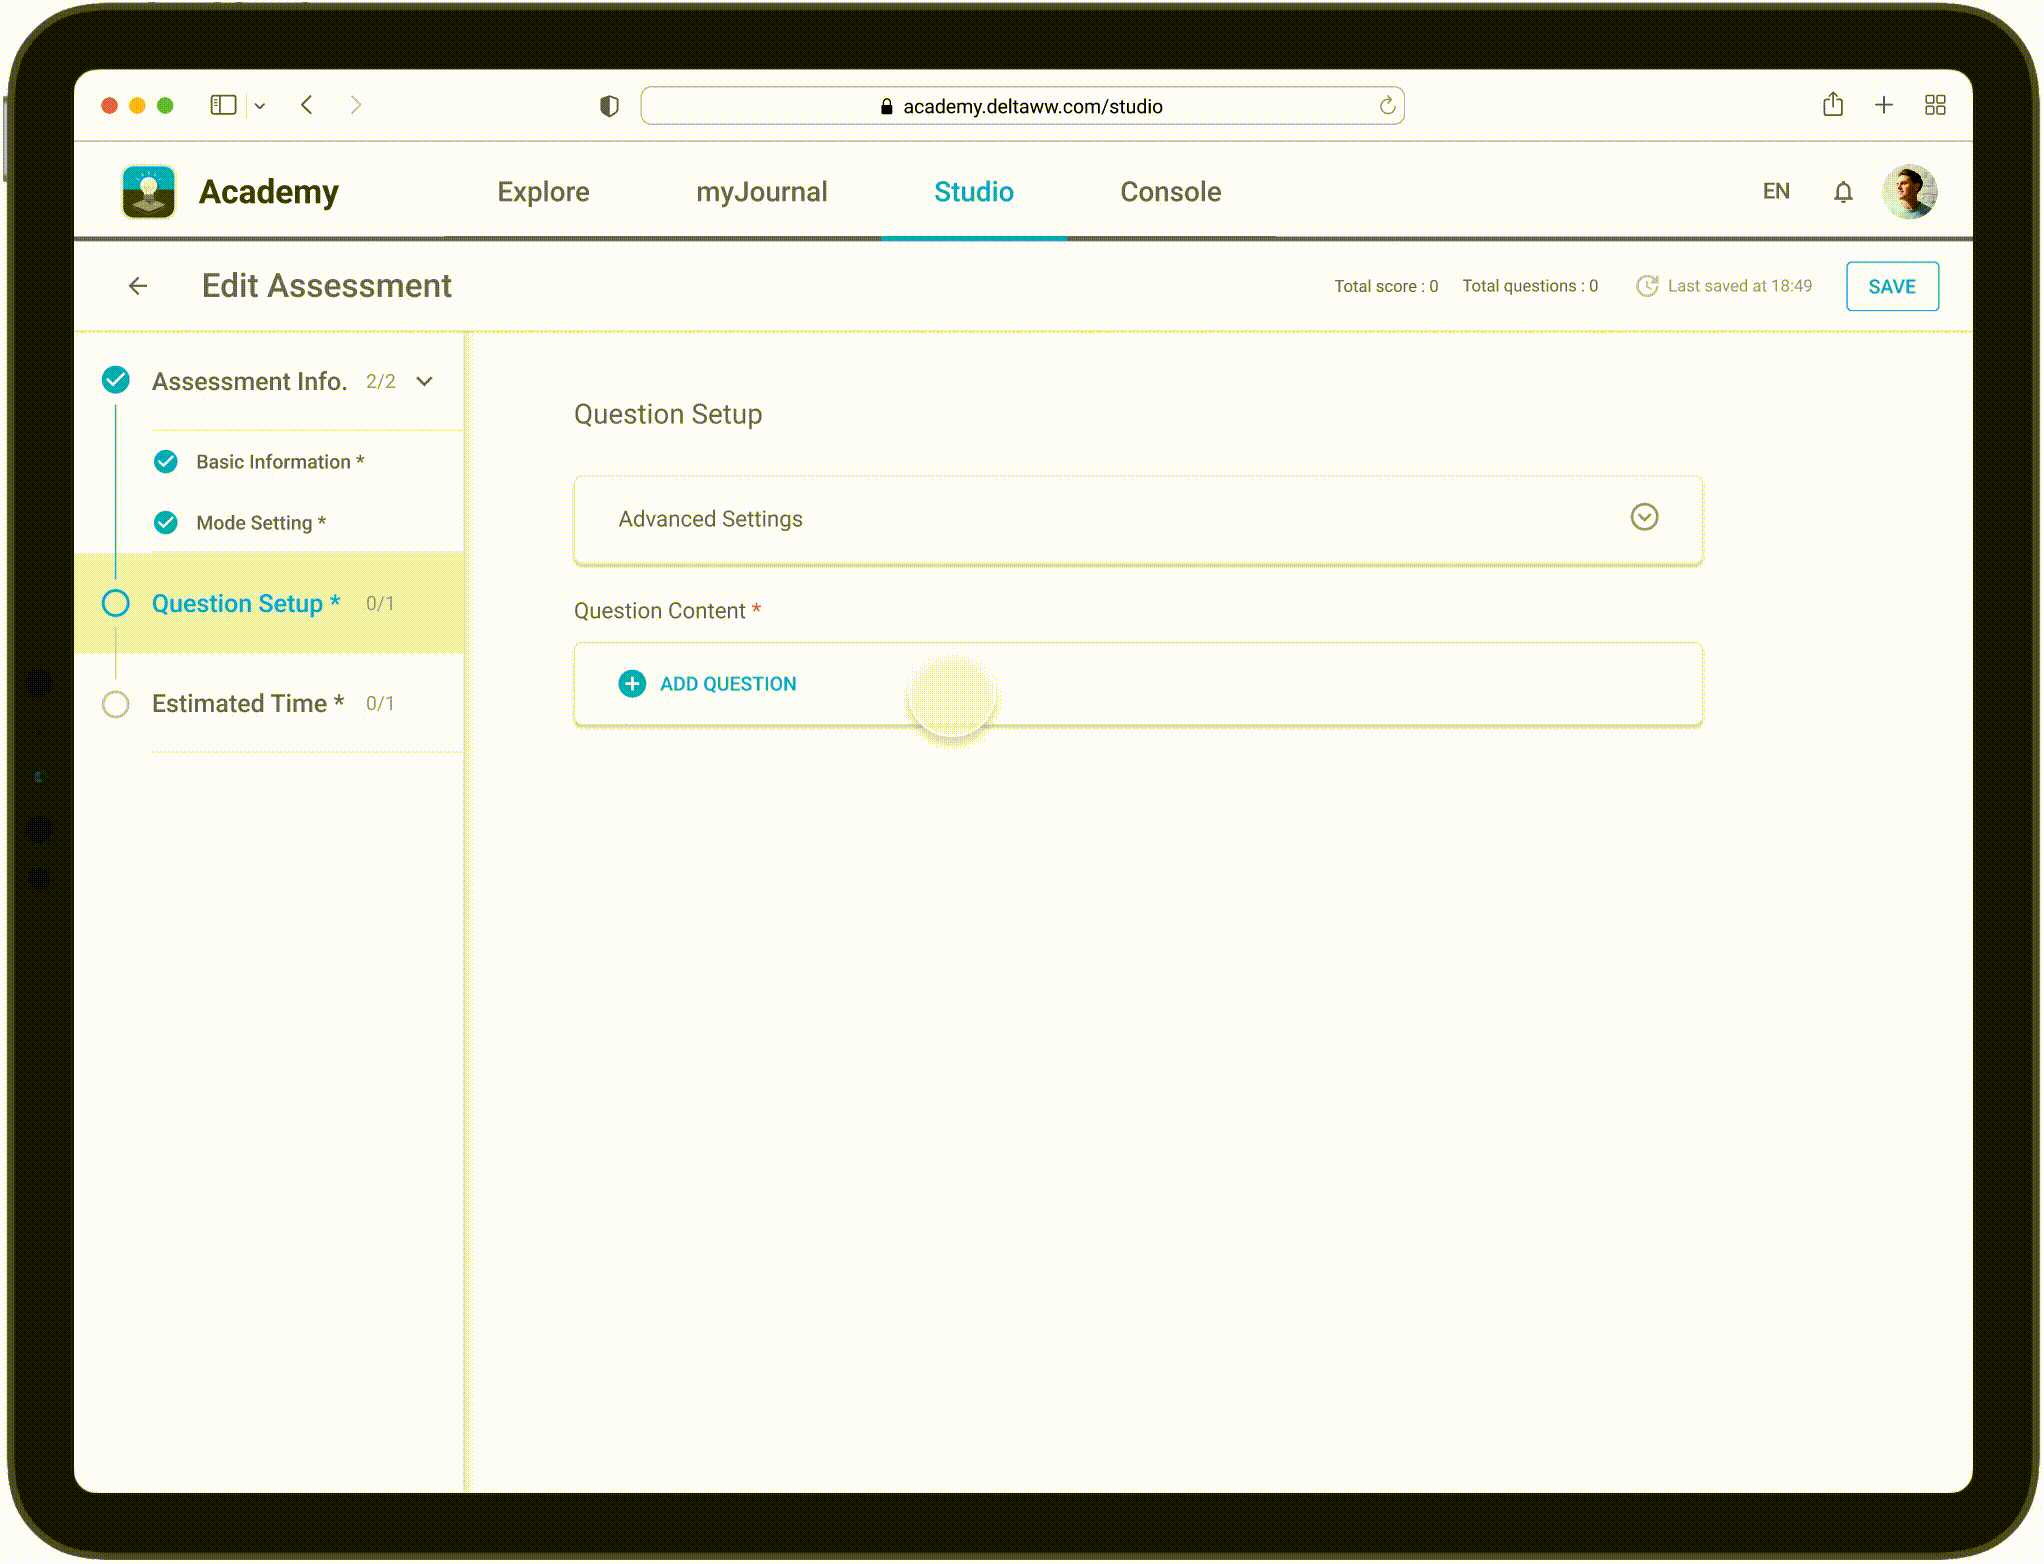 academy.deltaww.com/studio
Academy
Explore
myJournal
Studio
Console
EN
Edit Assessment
Total score : 0
Total questions : 0
Last saved at 18:49
SAVE
Assessment Info. 2/2
Basic Information *
Mode Setting *
Question Setup * 0/1
Estimated Time * 0/1
Question Setup
Advanced Settings
Question Content *
ADD QUESTION